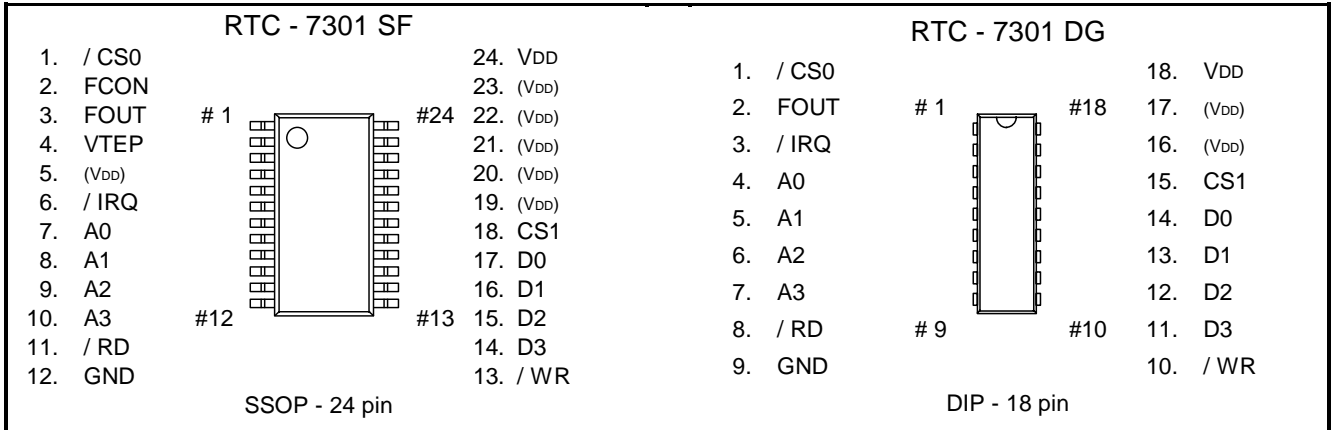 RTC - 7301 SF
1. / CS0
2. FCON
3. FOUT
4. VTEP
5. (VDD)
6. / IRQ
7. A0
8. A1
9. A2
10. A3
11. / RD
12. GND
# 1
#12
#24
#13
24. VDD
23. (VDD)
22. (VDD)
21. (VDD)
20. (VDD)
19. (VDD)
18. CS1
17. D0
16. D1
15. D2
14. D3
13. / WR
SSOP - 24 pin
RTC - 7301 DG
1. / CS0
2. FOUT
3. / IRQ
4. A0
5. A1
6. A2
7. A3
8. / RD
9. GND
# 1
# 9
#18
#10
18. VDD
17. (VDD)
16. (VDD)
15. CS1
14. D0
13. D1
12. D2
11. D3
10. / WR
DIP - 18 pin